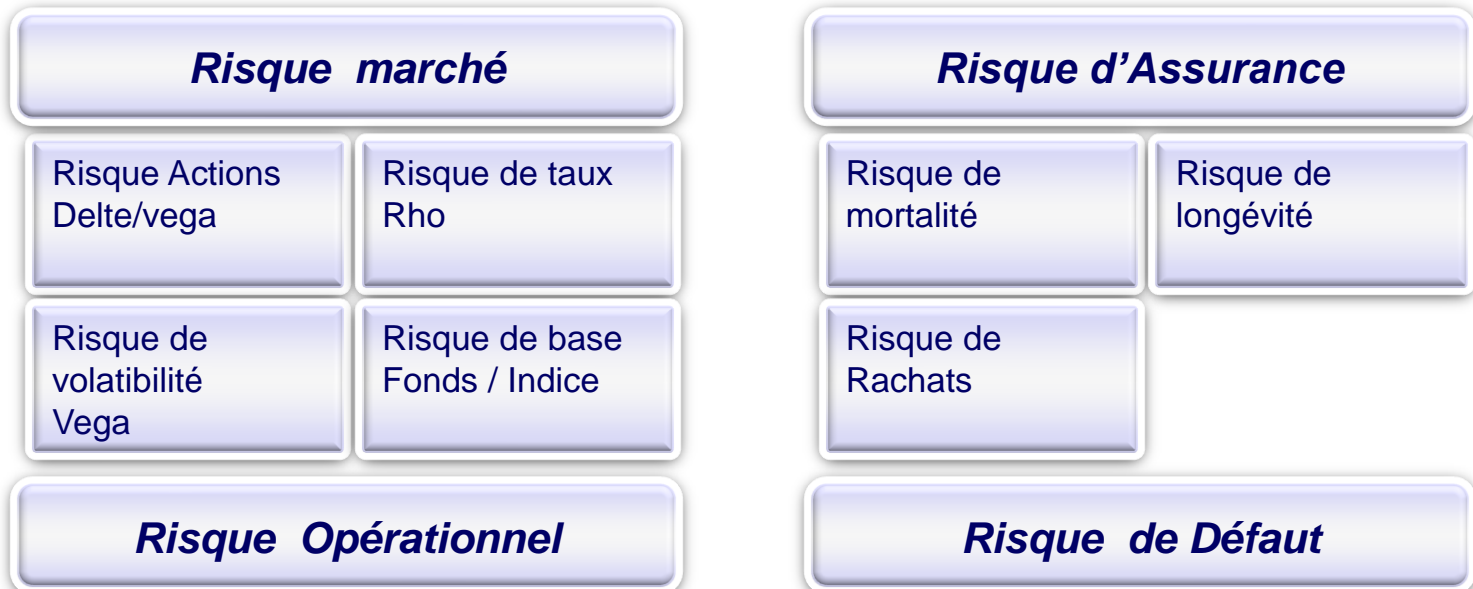 Risque marché
Risque Actions
Delte/vega
Risque de taux
Rho
Risque de
volatibilité
Vega
Risque de base
Fonds / Indice
Risque d’Assurance
Risque de
mortalité
Risque de
longévité
Risque de
Rachats
Risque Opérationnel
Risque de Défaut